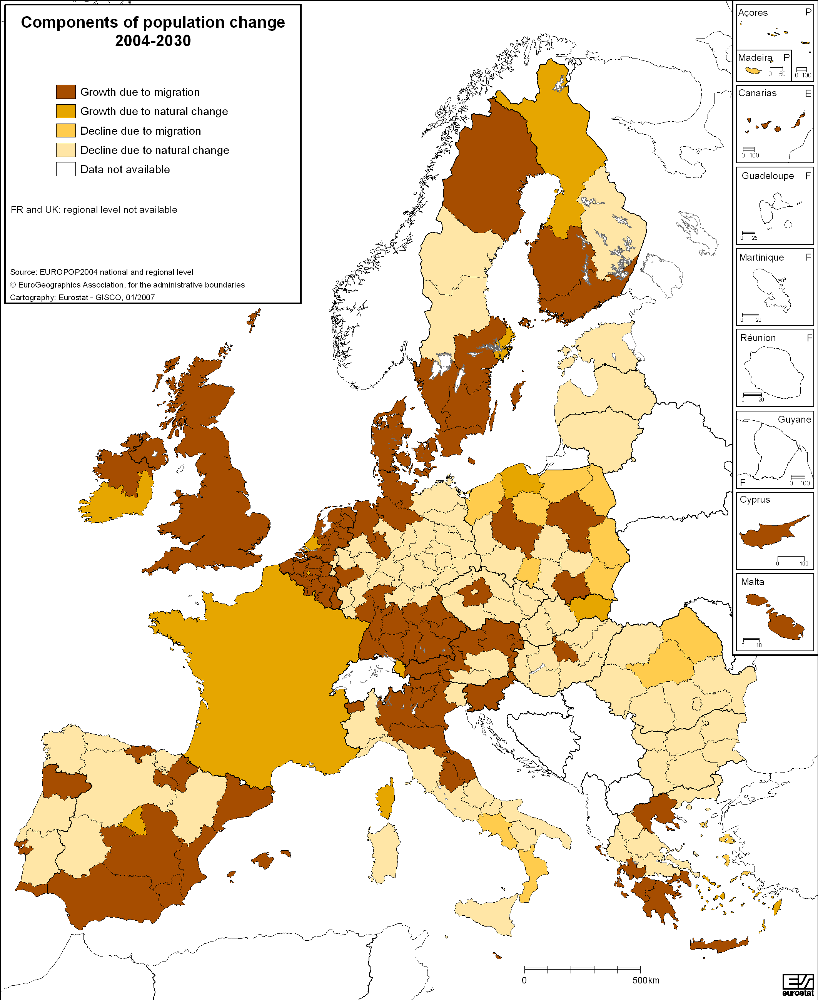 Components of population change
2004-2030
Growth due to migration
Growth due to natural change
Decline due to migration
Decline due to natural change
Data not available
FR and UK: regional level not available
Source: EUROPOP2004 national and regional level
© EuroGeographics Association, for the administrative boundaries
Cartography: Eurostat - GISCO, 01/2007
Açores P
0 100
Madeira P
0 50
Canarias E
0 100
Guadeloupe F
0 25
Martinique F
0 20
Réunion F
0 20
Guyane
F
0 100
Cyprus
0 100
Malta
0 10
0 500km
eurostat